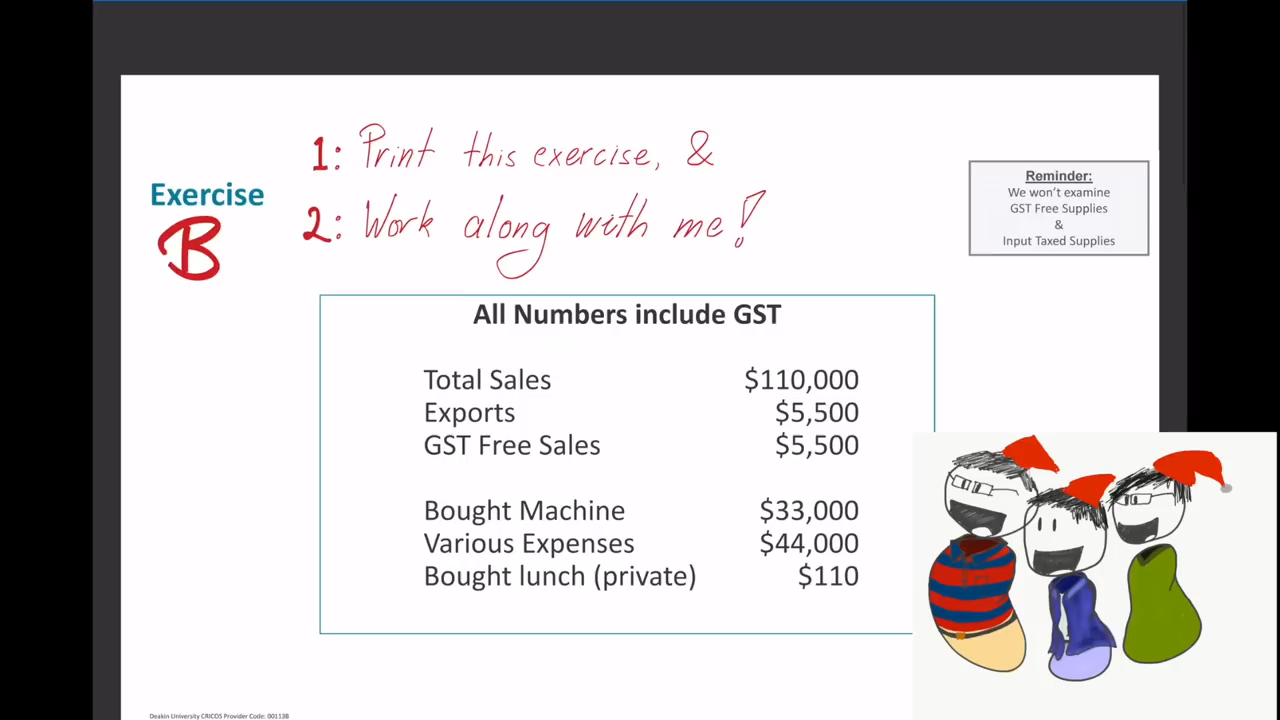 1: Print this exercise, &
Exercise
B
2: Work along with me!
Reminder:
We won't examine
GST Free Supplies
&
Input Taxed Supplies
All Numbers include GST
Total Sales $110,000
Exports $5,500
GST Free Sales $5,500
Bought Machine $33,000
Various Expenses $44,000
Bought lunch (private) $110
Deakin University CRICOS Provider Code: 00113B